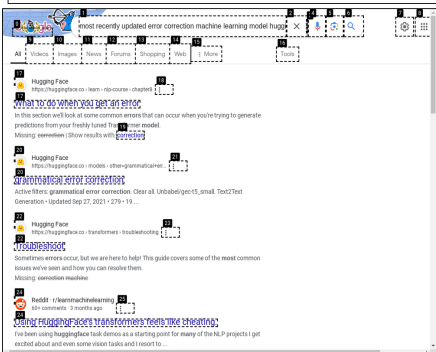 most recently updated error correction machine learning model hugg
All Videos Images News Forums Shopping Web More Tools
Hugging Face
https://huggingface.co › learn › nlp-course › chapter8
What to do when you get an error
In this section we'll look at some common errors that can occur when you're trying to generate
predictions from your freshly tuned Transformer model.
Missing: correction | Show results with correction
Hugging Face
https://huggingface.co › models › other=grammatical+err...
grammatical error correction
Active filters: grammatical error correction. Clear all. Unbabel/gec-t5_small. Text2Text
Generation • Updated Sep 27, 2021 • 279 • 19 ...
Hugging Face
https://huggingface.co › transformers › troubleshooting
Troubleshoot
Sometimes errors occur, but we are here to help! This guide covers some of the most common
issues we've seen and how you can resolve them.
Missing: correction machine
Reddit · r/learnmachinelearning
60+ comments · 3 months ago
Using HuggingFace's transformers feels like cheating.
I've been using huggingface task demos as a starting point for many of the NLP projects I get
excited about and even some vision tasks and I resort to ...